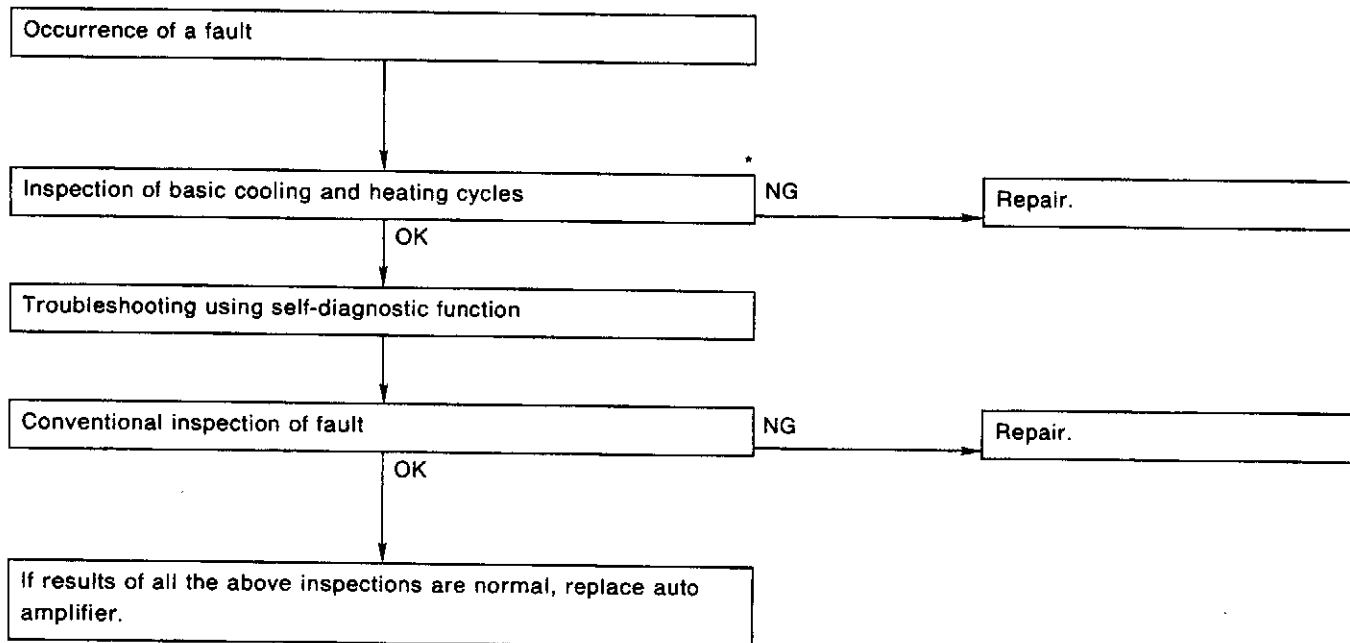 Occurrence of a fault
*
Inspection of basic cooling and heating cycles
NG
Repair.
OK
Troubleshooting using self-diagnostic function
Conventional inspection of fault
NG
Repair.
OK
If results of all the above inspections are normal, replace auto
amplifier.